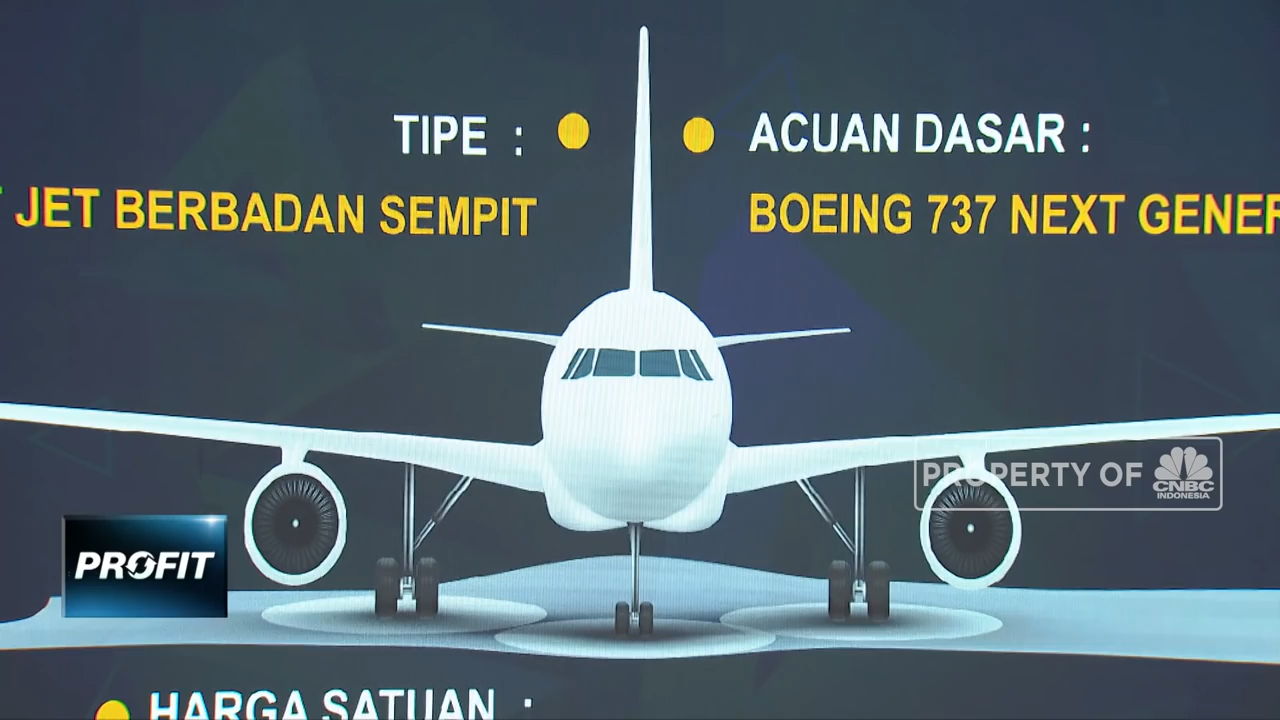 TIPE :
JET BERBADAN SEMPIT
ACUAN DASAR :
BOEING 737 NEXT
PROPERTY OF CNBC INDONESIA
PROFIT
HARGA SATUAN :